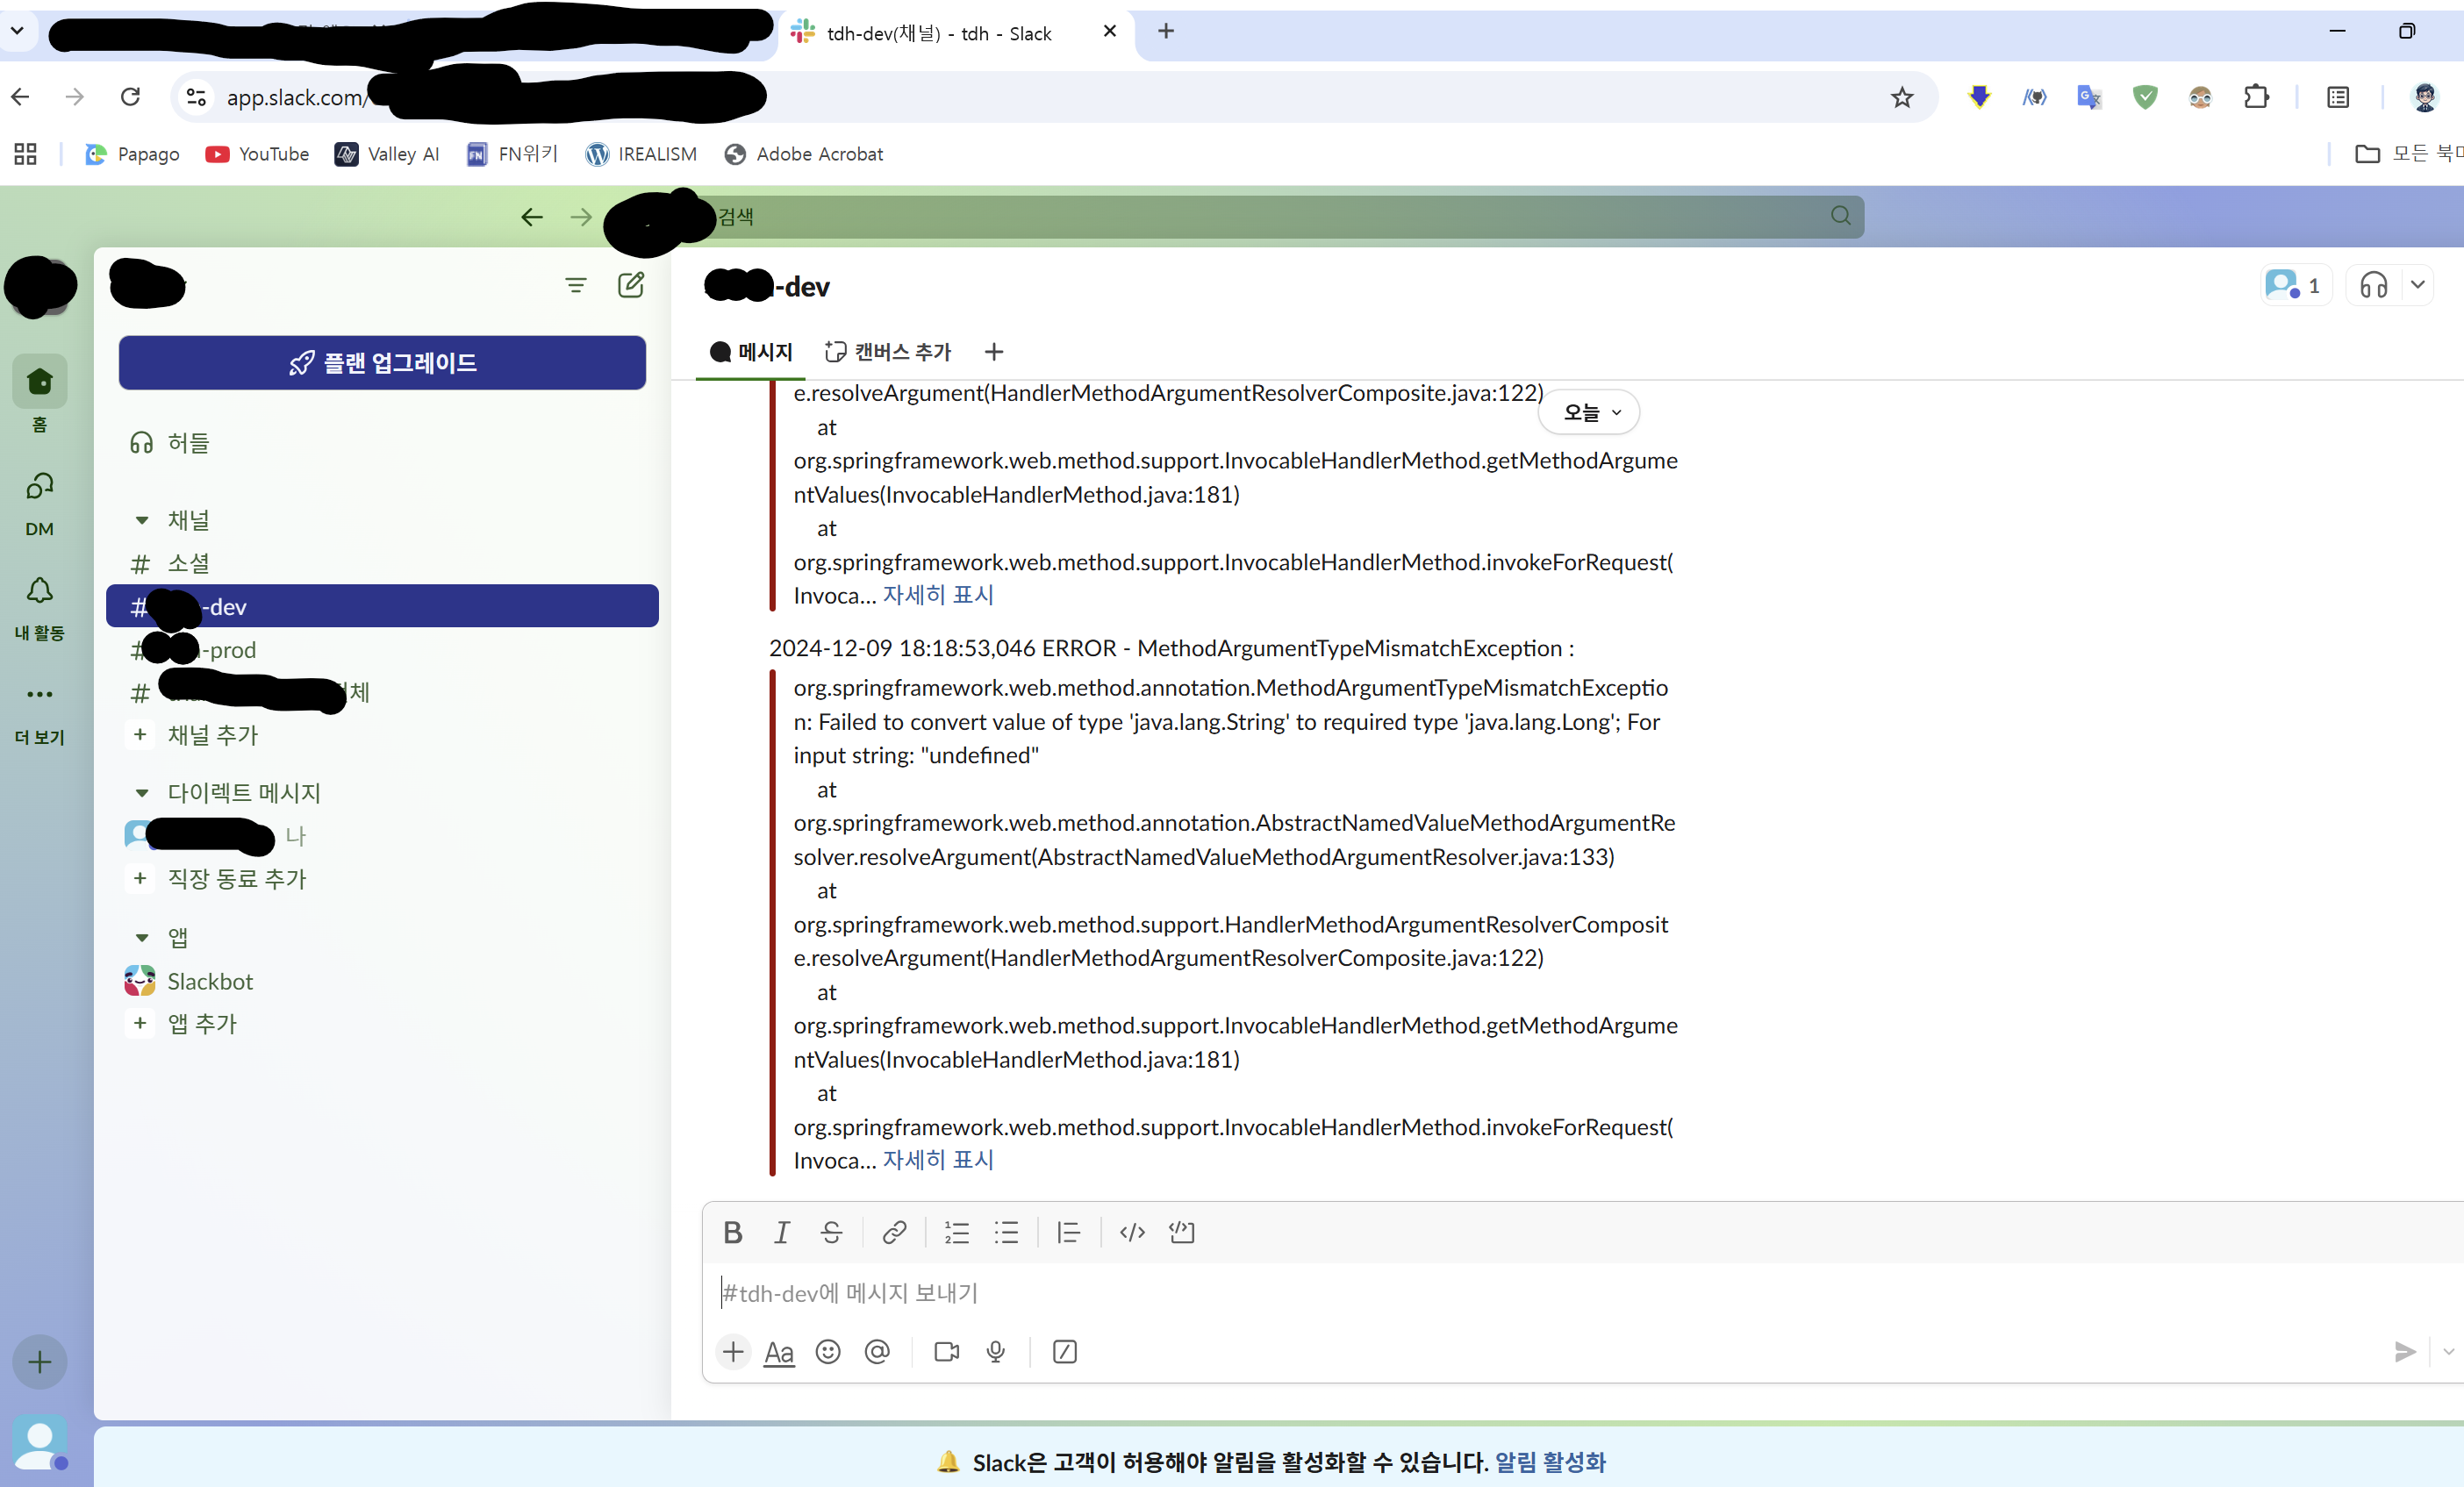 tdh-dev(채널) - tdh - Slack
app.slack.com/
Papago
YouTube
Valley AI
FN위키
IREALISM
Adobe Acrobat
모든 북마
검색
홈
DM
내 활동
더 보기
플랜 업그레이드
허들
채널
# 소셜
# -dev
# -prod
# 체
+ 채널 추가
다이렉트 메시지
나
+ 직장 동료 추가
앱
Slackbot
+ 앱 추가
-dev
1
메시지
캔버스 추가
오늘
e.resolveArgument(HandlerMethodArgumentResolverComposite.java:122)
at
org.springframework.web.method.support.InvocableHandlerMethod.getMethodArgume
ntValues(InvocableHandlerMethod.java:181)
at
org.springframework.web.method.support.InvocableHandlerMethod.invokeForRequest(
Invoca... 자세히 표시
2024-12-09 18:18:53,046 ERROR - MethodArgumentTypeMismatchException :
org.springframework.web.method.annotation.MethodArgumentTypeMismatchExceptio
n: Failed to convert value of type 'java.lang.String' to required type 'java.lang.Long'; For
input string: "undefined"
at
org.springframework.web.method.annotation.AbstractNamedValueMethodArgumentRe
solver.resolveArgument(AbstractNamedValueMethodArgumentResolver.java:133)
at
org.springframework.web.method.support.HandlerMethodArgumentResolverComposit
e.resolveArgument(HandlerMethodArgumentResolverComposite.java:122)
at
org.springframework.web.method.support.InvocableHandlerMethod.getMethodArgume
ntValues(InvocableHandlerMethod.java:181)
at
org.springframework.web.method.support.InvocableHandlerMethod.invokeForRequest(
Invoca... 자세히 표시
#tdh-dev에 메시지 보내기
Aa
Slack은 고객이 허용해야 알림을 활성화할 수 있습니다. 알림 활성화